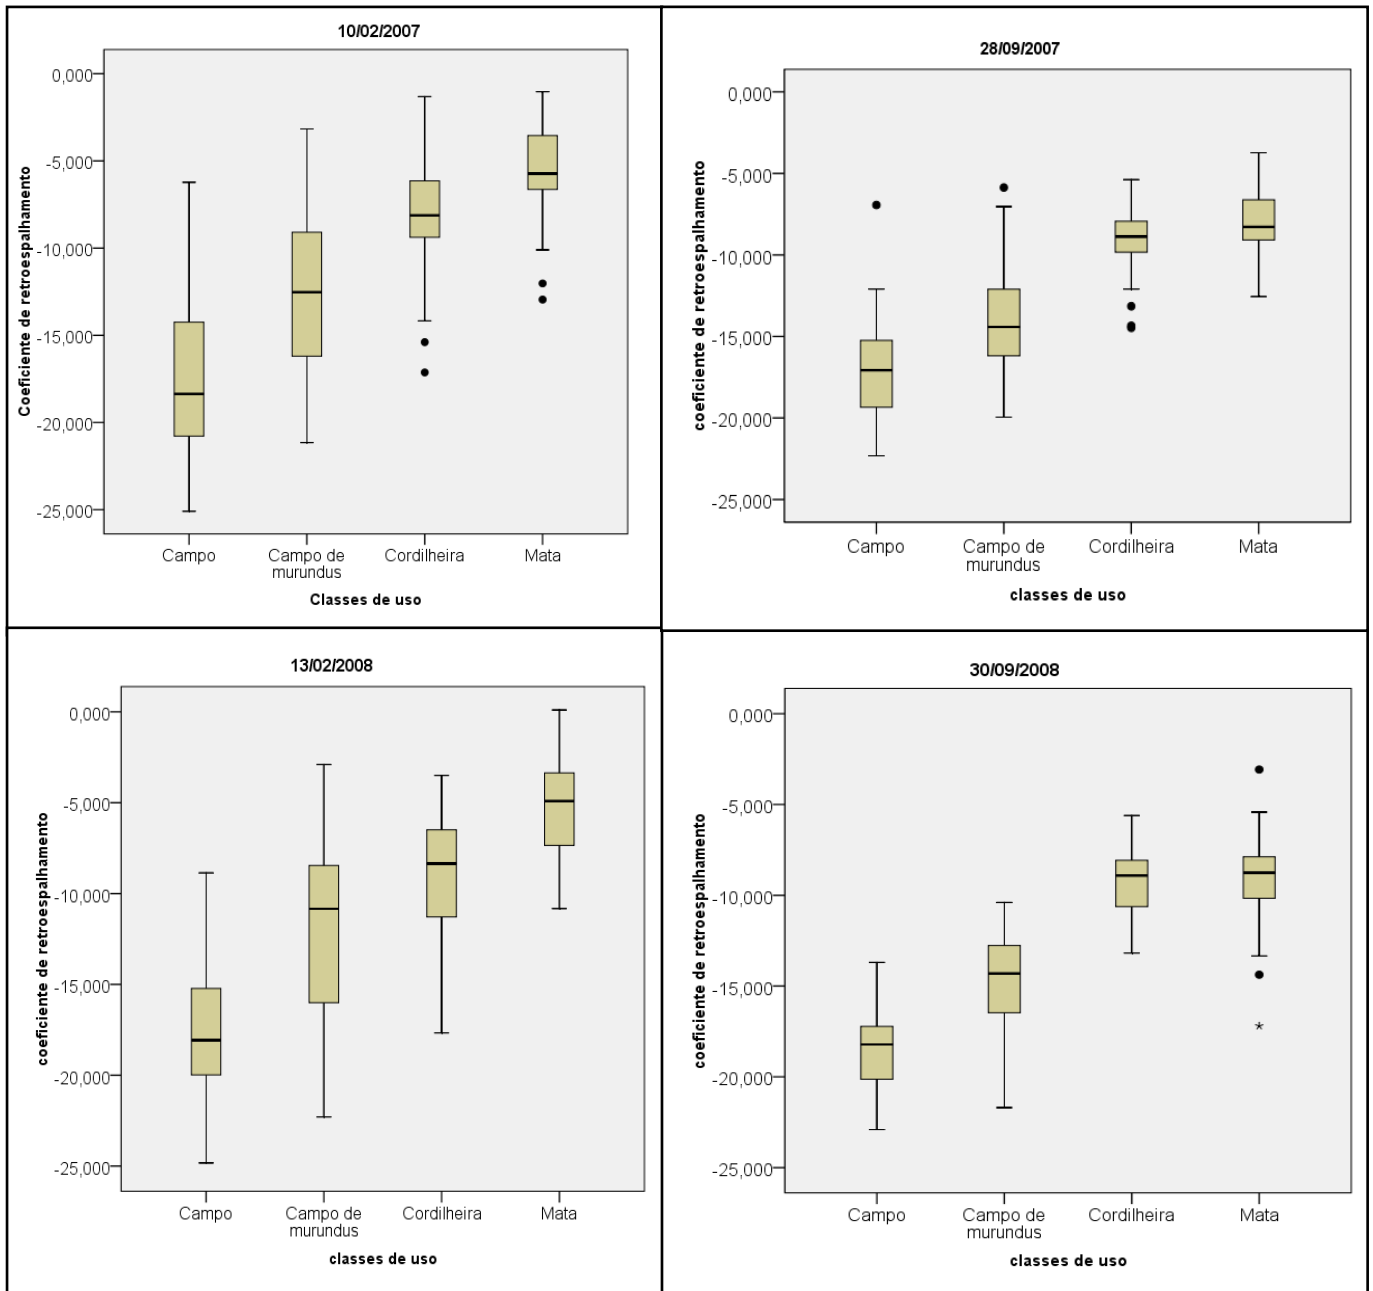 10/02/2007
Coeficiente de retroespalhamento
0,000
-5,000
-10,000
-15,000
-20,000
-25,000
Campo
Campo de
murundus
Cordilheira
Mata
Classes de uso
28/09/2007
coeficiente de retroespalhamento
0,000
-5,000
-10,000
-15,000
-20,000
-25,000
Campo
Campo de
murundus
Cordilheira
Mata
classes de uso
13/02/2008
coeficiente de retroespalhamento
0,000
-5,000
-10,000
-15,000
-20,000
-25,000
Campo
Campo de
murundus
Cordilheira
Mata
classes de uso
30/09/2008
coeficiente de retroespalhamento
0,000
-5,000
-10,000
-15,000
-20,000
-25,000
Campo
Campo de
murundus
Cordilheira
Mata
classes de uso